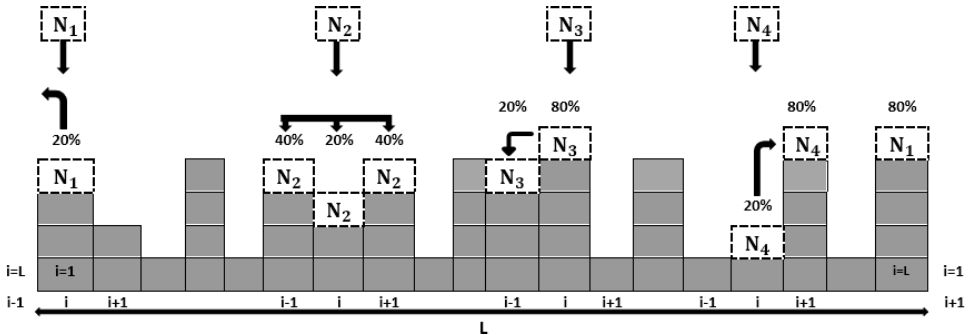 N₁ N₂ N₃ N₄
20% 80% 80% 80%
20% 40% 20% 40% N₃ N₄ N₁
N₁ N₂ N₂ N₃ 20%
N₂ N₄
i=L i=1 i=L i=1
i-1 i i+1 i-1 i i+1 i-1 i i+1 i-1 i i+1 i+1
L